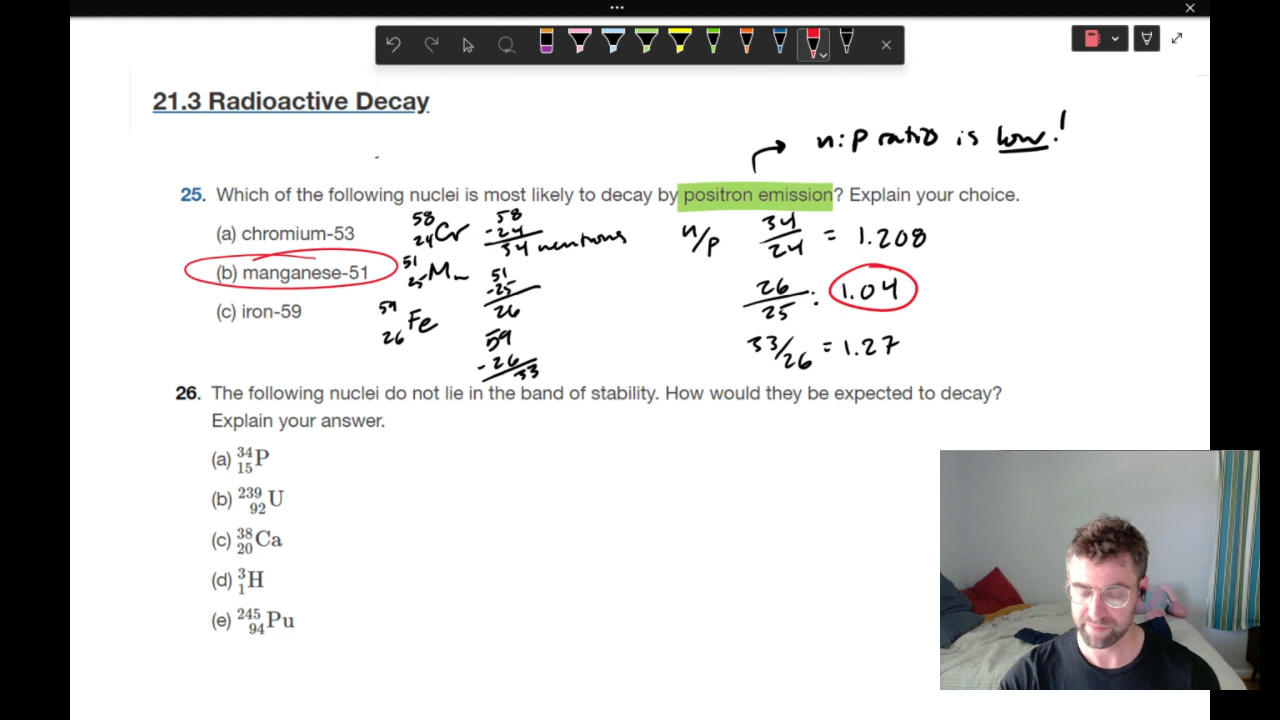 21.3 Radioactive Decay
n:p ratio is low!
25. Which of the following nuclei is most likely to decay by positron emission? Explain your choice.
(a) chromium-53
58 24 Cr
58 -24 34 neutrons
n/p 34/24 = 1.208
(b) manganese-51
51 25 Mn
51 -25 26
26/25 : 1.04
(c) iron-59
59 26 Fe
59 -26 33
33/26 = 1.27
26. The following nuclei do not lie in the band of stability. How would they be expected to decay?
Explain your answer.
(a) 34 15 P
(b) 239 92 U
(c) 38 20 Ca
(d) 3 1 H
(e) 245 94 Pu